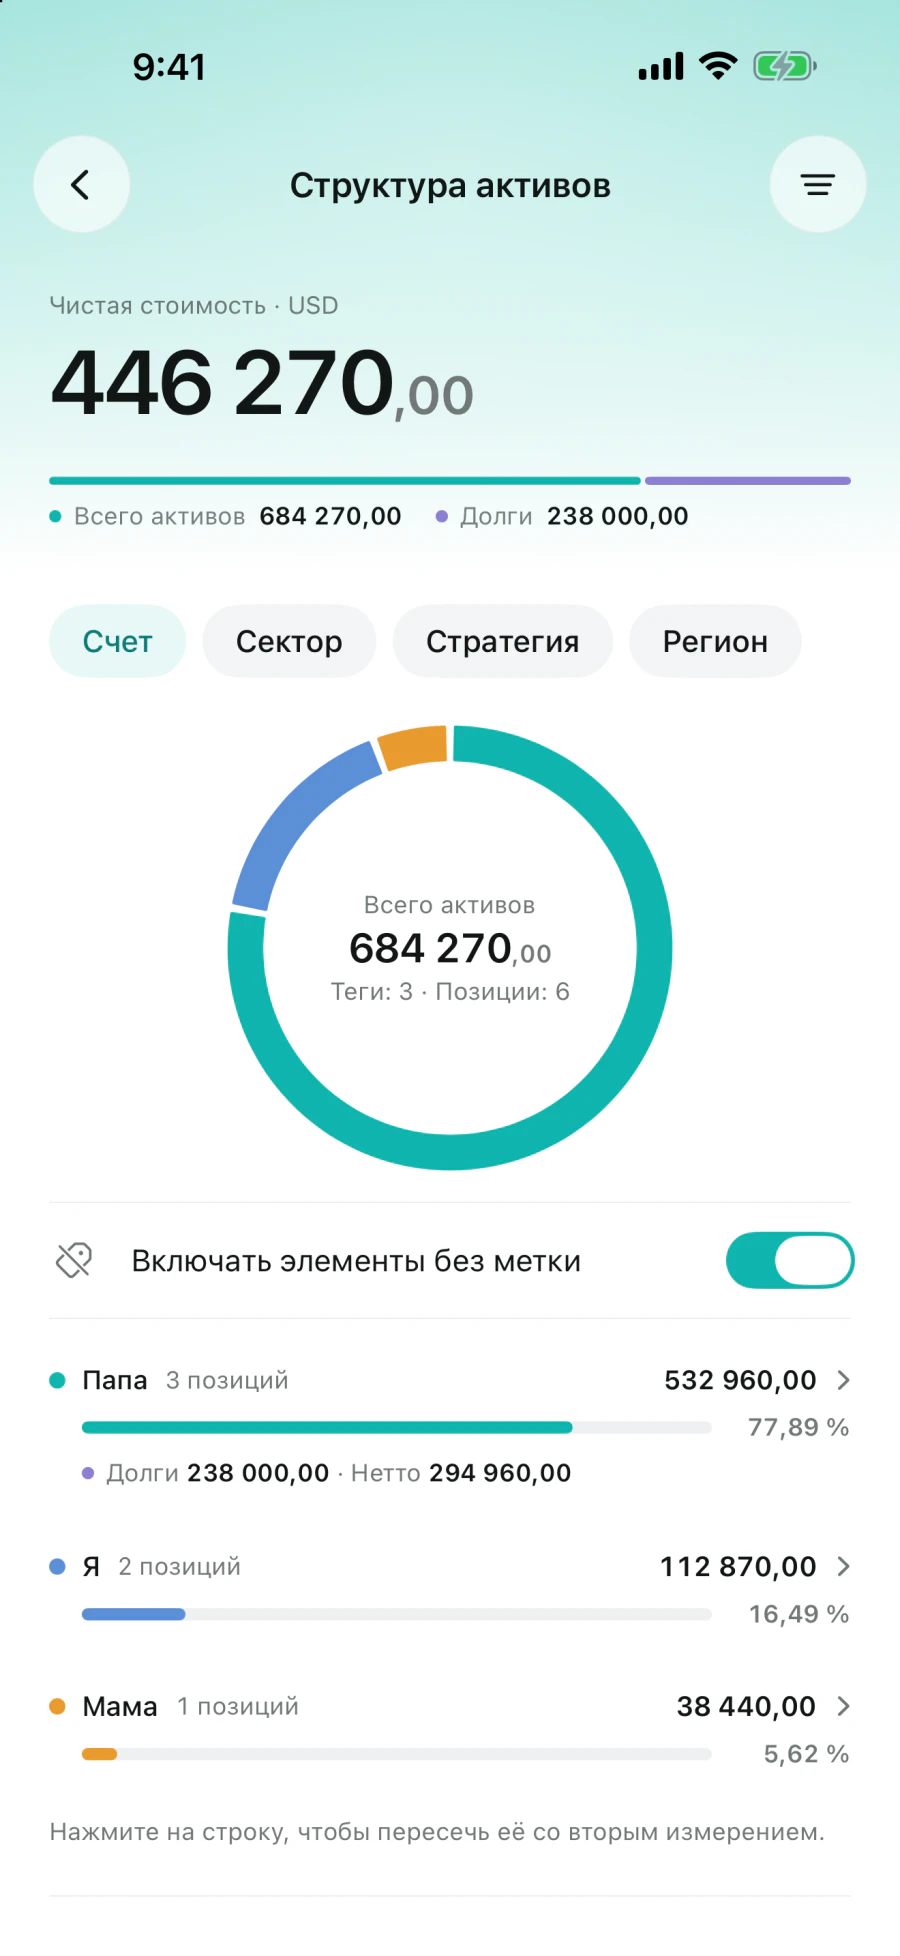 9:41
Структура активов
Чистая стоимость · USD
446 270,00
Всего активов 684 270,00 Долги 238 000,00
Счет Сектор Стратегия Регион
Всего активов
684 270,00
Теги: 3 · Позиции: 6
Включать элементы без метки
Папа 3 позиций 532 960,00
77,89 %
Долги 238 000,00 · Нетто 294 960,00
Я 2 позиций 112 870,00
16,49 %
Мама 1 позиций 38 440,00
5,62 %
Нажмите на строку, чтобы пересечь её со вторым измерением.